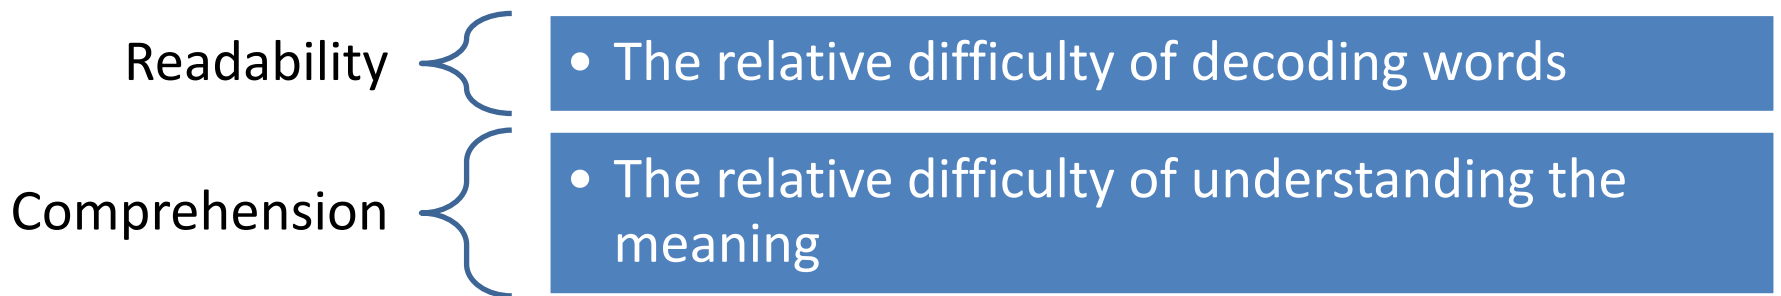 Readability
• The relative difficulty of decoding words
Comprehension
• The relative difficulty of understanding the
meaning